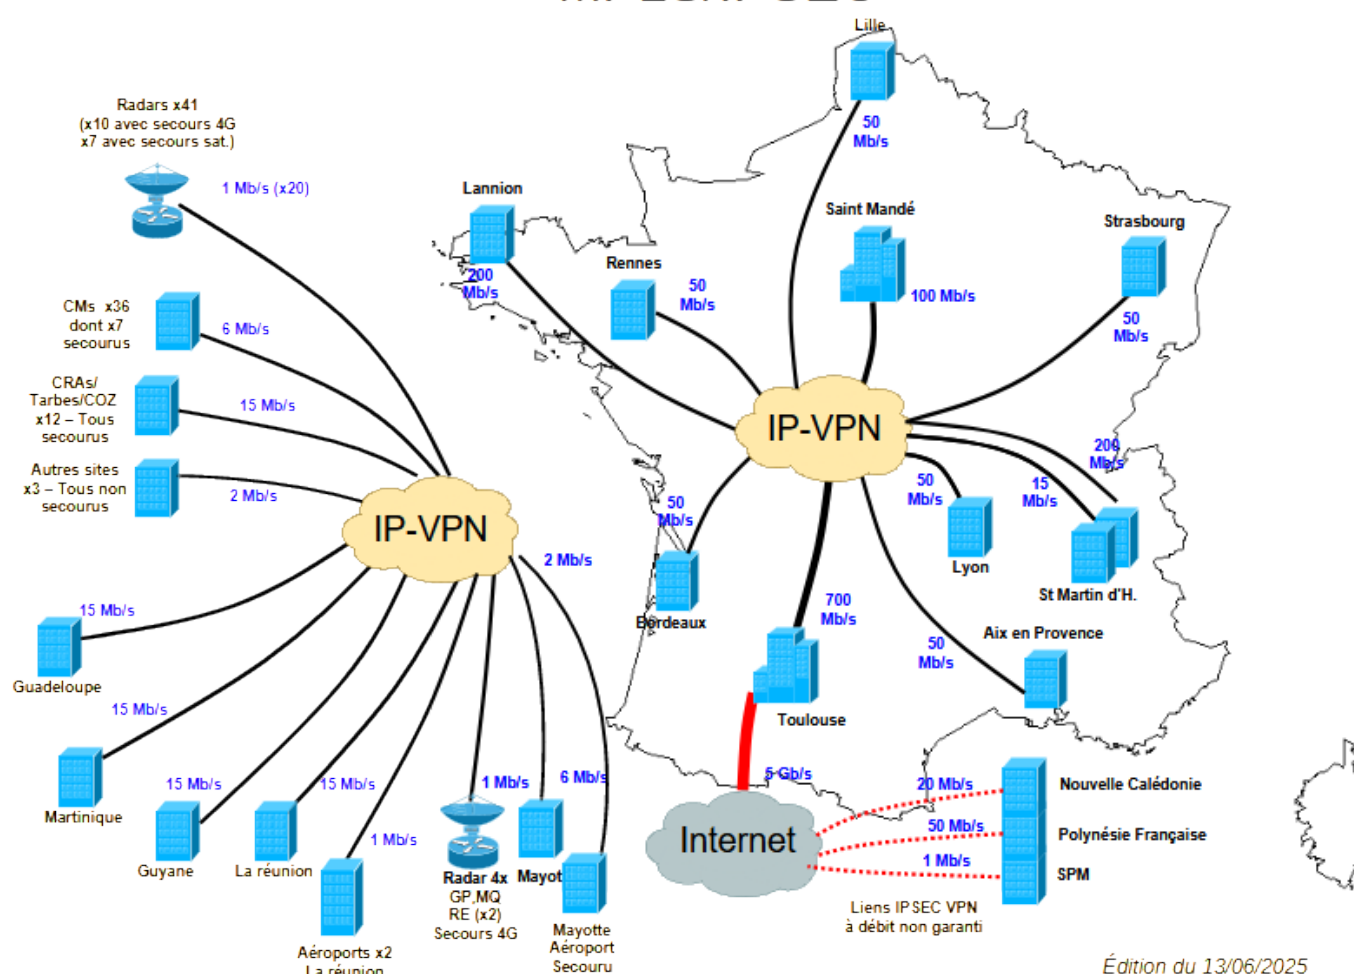 Lille
Radars x41
(x10 avec secours 4G
x7 avec secours sat.)
1 Mb/s (x20)
50
Mb/s
Lannion
Saint Mandé
Strasbourg
200
Mb/s
Rennes
50
Mb/s
100 Mb/s
50
Mb/s
CMs x36
dont x7
secourus
6 Mb/s
CRAs/
Tarbes/COZ
x12 – Tous
secourus
15 Mb/s
IP-VPN
Autres sites
x3 – Tous non
secourus
2 Mb/s
200
Mb/s
15
Mb/s
50
Mb/s
50
Mb/s
IP-VPN
Lyon
St Martin d'H.
2 Mb/s
Bordeaux
700
Mb/s
Aix en Provence
50
Mb/s
15 Mb/s
Guadeloupe
15 Mb/s
Toulouse
Martinique
15 Mb/s
15 Mb/s
1 Mb/s
6 Mb/s
5 Gb/s
20 Mb/s
Nouvelle Calédonie
Internet
50 Mb/s
Polynésie Française
1 Mb/s
SPM
Guyane
La réunion
1 Mb/s
Radar 4x
GP,MQ
RE (x2)
Secours 4G
Mayot
Liens IPSEC VPN
à débit non garanti
Mayotte
Aéroport
Secouru
Aéroports x2
La réunion
Édition du 13/06/2025